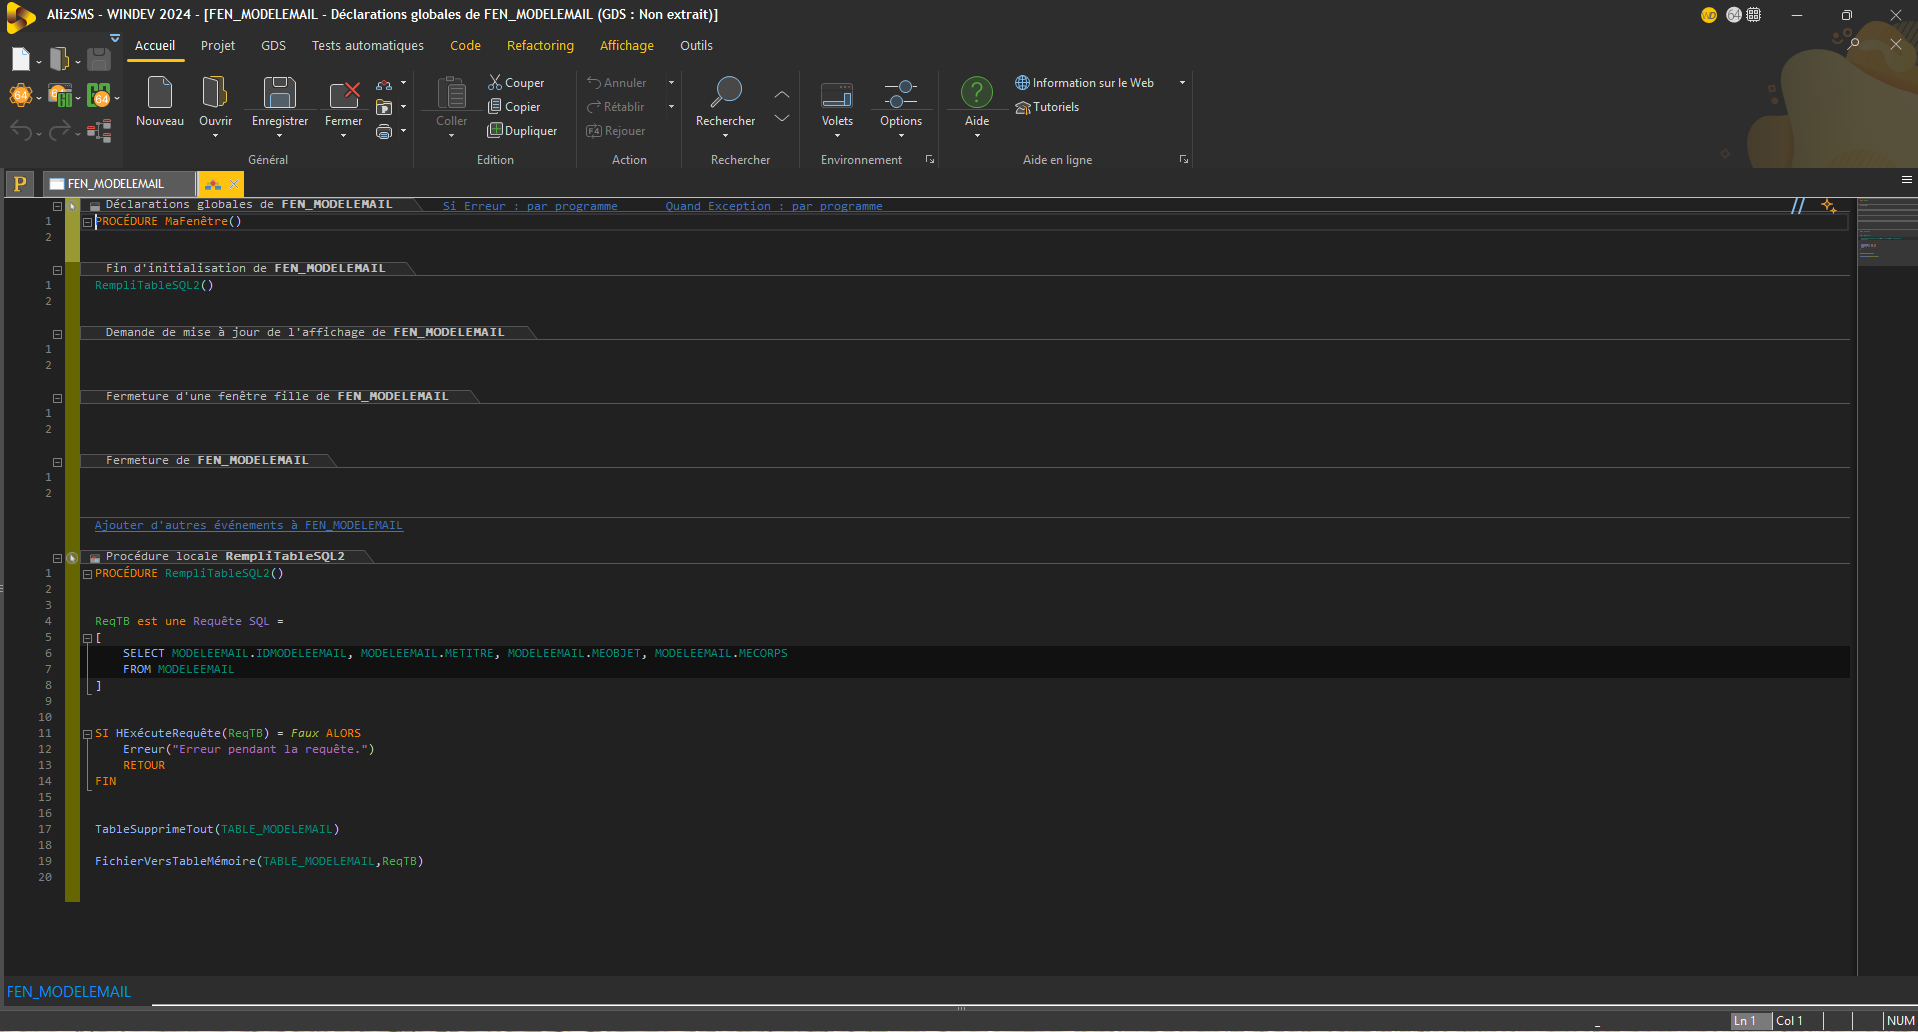 AlizSMS - WINDEV 2024 - [FEN_MODELEMAIL - Déclarations globales de FEN_MODELEMAIL (GDS : Non extrait)]
WD 64
Accueil Projet GDS Tests automatiques Code Refactoring Affichage Outils
Nouveau Ouvrir Enregistrer Fermer
Général
Coller Couper Copier Dupliquer
Edition
Annuler Rétablir F4 Rejouer
Action
Rechercher
Rechercher
Volets Options
Environnement
Aide Information sur le Web Tutoriels
Aide en ligne
64 GO 64
P FEN_MODELEMAIL
Déclarations globales de FEN_MODELEMAIL Si Erreur : par programme Quand Exception : par programme
1 PROCÉDURE MaFenêtre()
2
Fin d'initialisation de FEN_MODELEMAIL
1 RempliTableSQL2()
2
Demande de mise à jour de l'affichage de FEN_MODELEMAIL
1
2
Fermeture d'une fenêtre fille de FEN_MODELEMAIL
1
2
Fermeture de FEN_MODELEMAIL
1
2
Ajouter d'autres événements à FEN_MODELEMAIL
Procédure locale RempliTableSQL2
1 PROCÉDURE RempliTableSQL2()
2
3
4 ReqTB est une Requête SQL =
5 [
6 SELECT MODELEEMAIL.IDMODELEEMAIL, MODELEEMAIL.METITRE, MODELEEMAIL.MEOBJET, MODELEEMAIL.MECORPS
7 FROM MODELEEMAIL
8 ]
9
10
11 SI HExécuteRequête(ReqTB) = Faux ALORS
12 Erreur("Erreur pendant la requête.")
13 RETOUR
14 FIN
15
16
17 TableSupprimeTout(TABLE_MODELEMAIL)
18
19 FichierVersTableMémoire(TABLE_MODELEMAIL,ReqTB)
20
FEN_MODELEMAIL
Ln 1 Col 1 NUM